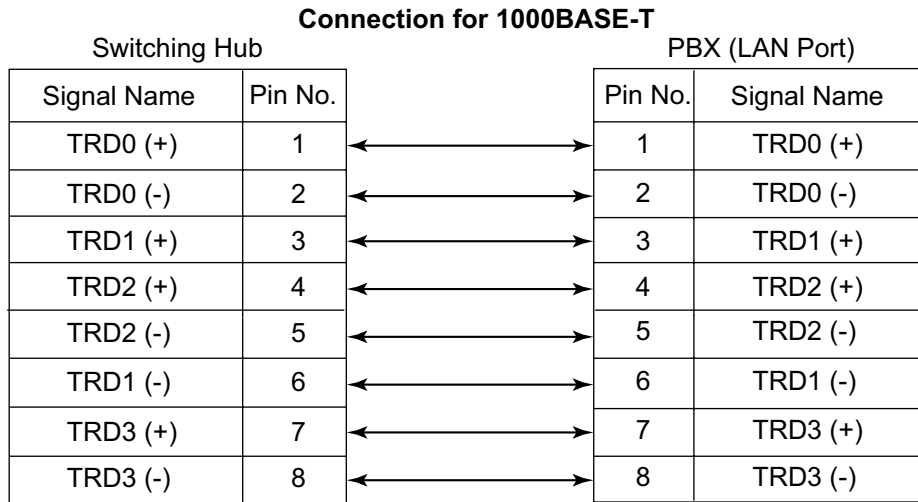 Connection for 1000BASE-T
Switching Hub PBX (LAN Port)
Signal Name Pin No. Pin No. Signal Name
TRD0 (+) 1 1 TRD0 (+)
TRD0 (-) 2 2 TRD0 (-)
TRD1 (+) 3 3 TRD1 (+)
TRD2 (+) 4 4 TRD2 (+)
TRD2 (-) 5 5 TRD2 (-)
TRD1 (-) 6 6 TRD1 (-)
TRD3 (+) 7 7 TRD3 (+)
TRD3 (-) 8 8 TRD3 (-)